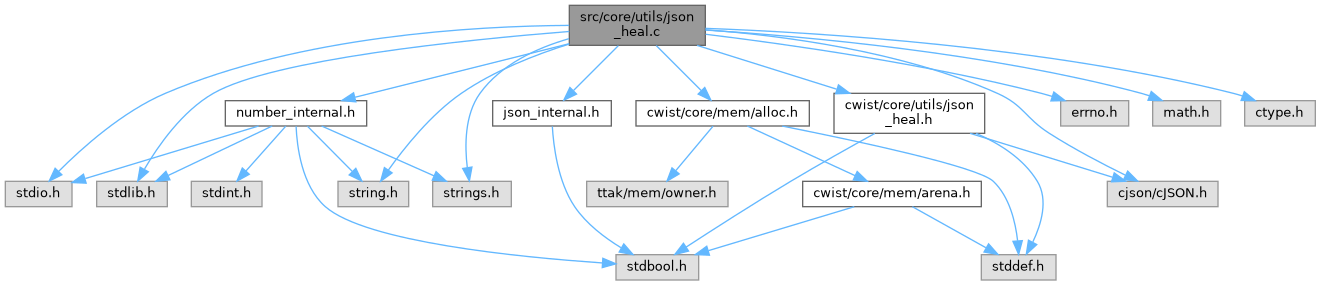 src/core/utils/json
_heal.c
number_internal.h
json_internal.h
cwist/core/mem/alloc.h
cwist/core/utils/json
_heal.h
errno.h
math.h
ctype.h
stdio.h
stdlib.h
stdint.h
string.h
strings.h
ttak/mem/owner.h
cwist/core/mem/arena.h
cjson/cJSON.h
stdbool.h
stddef.h